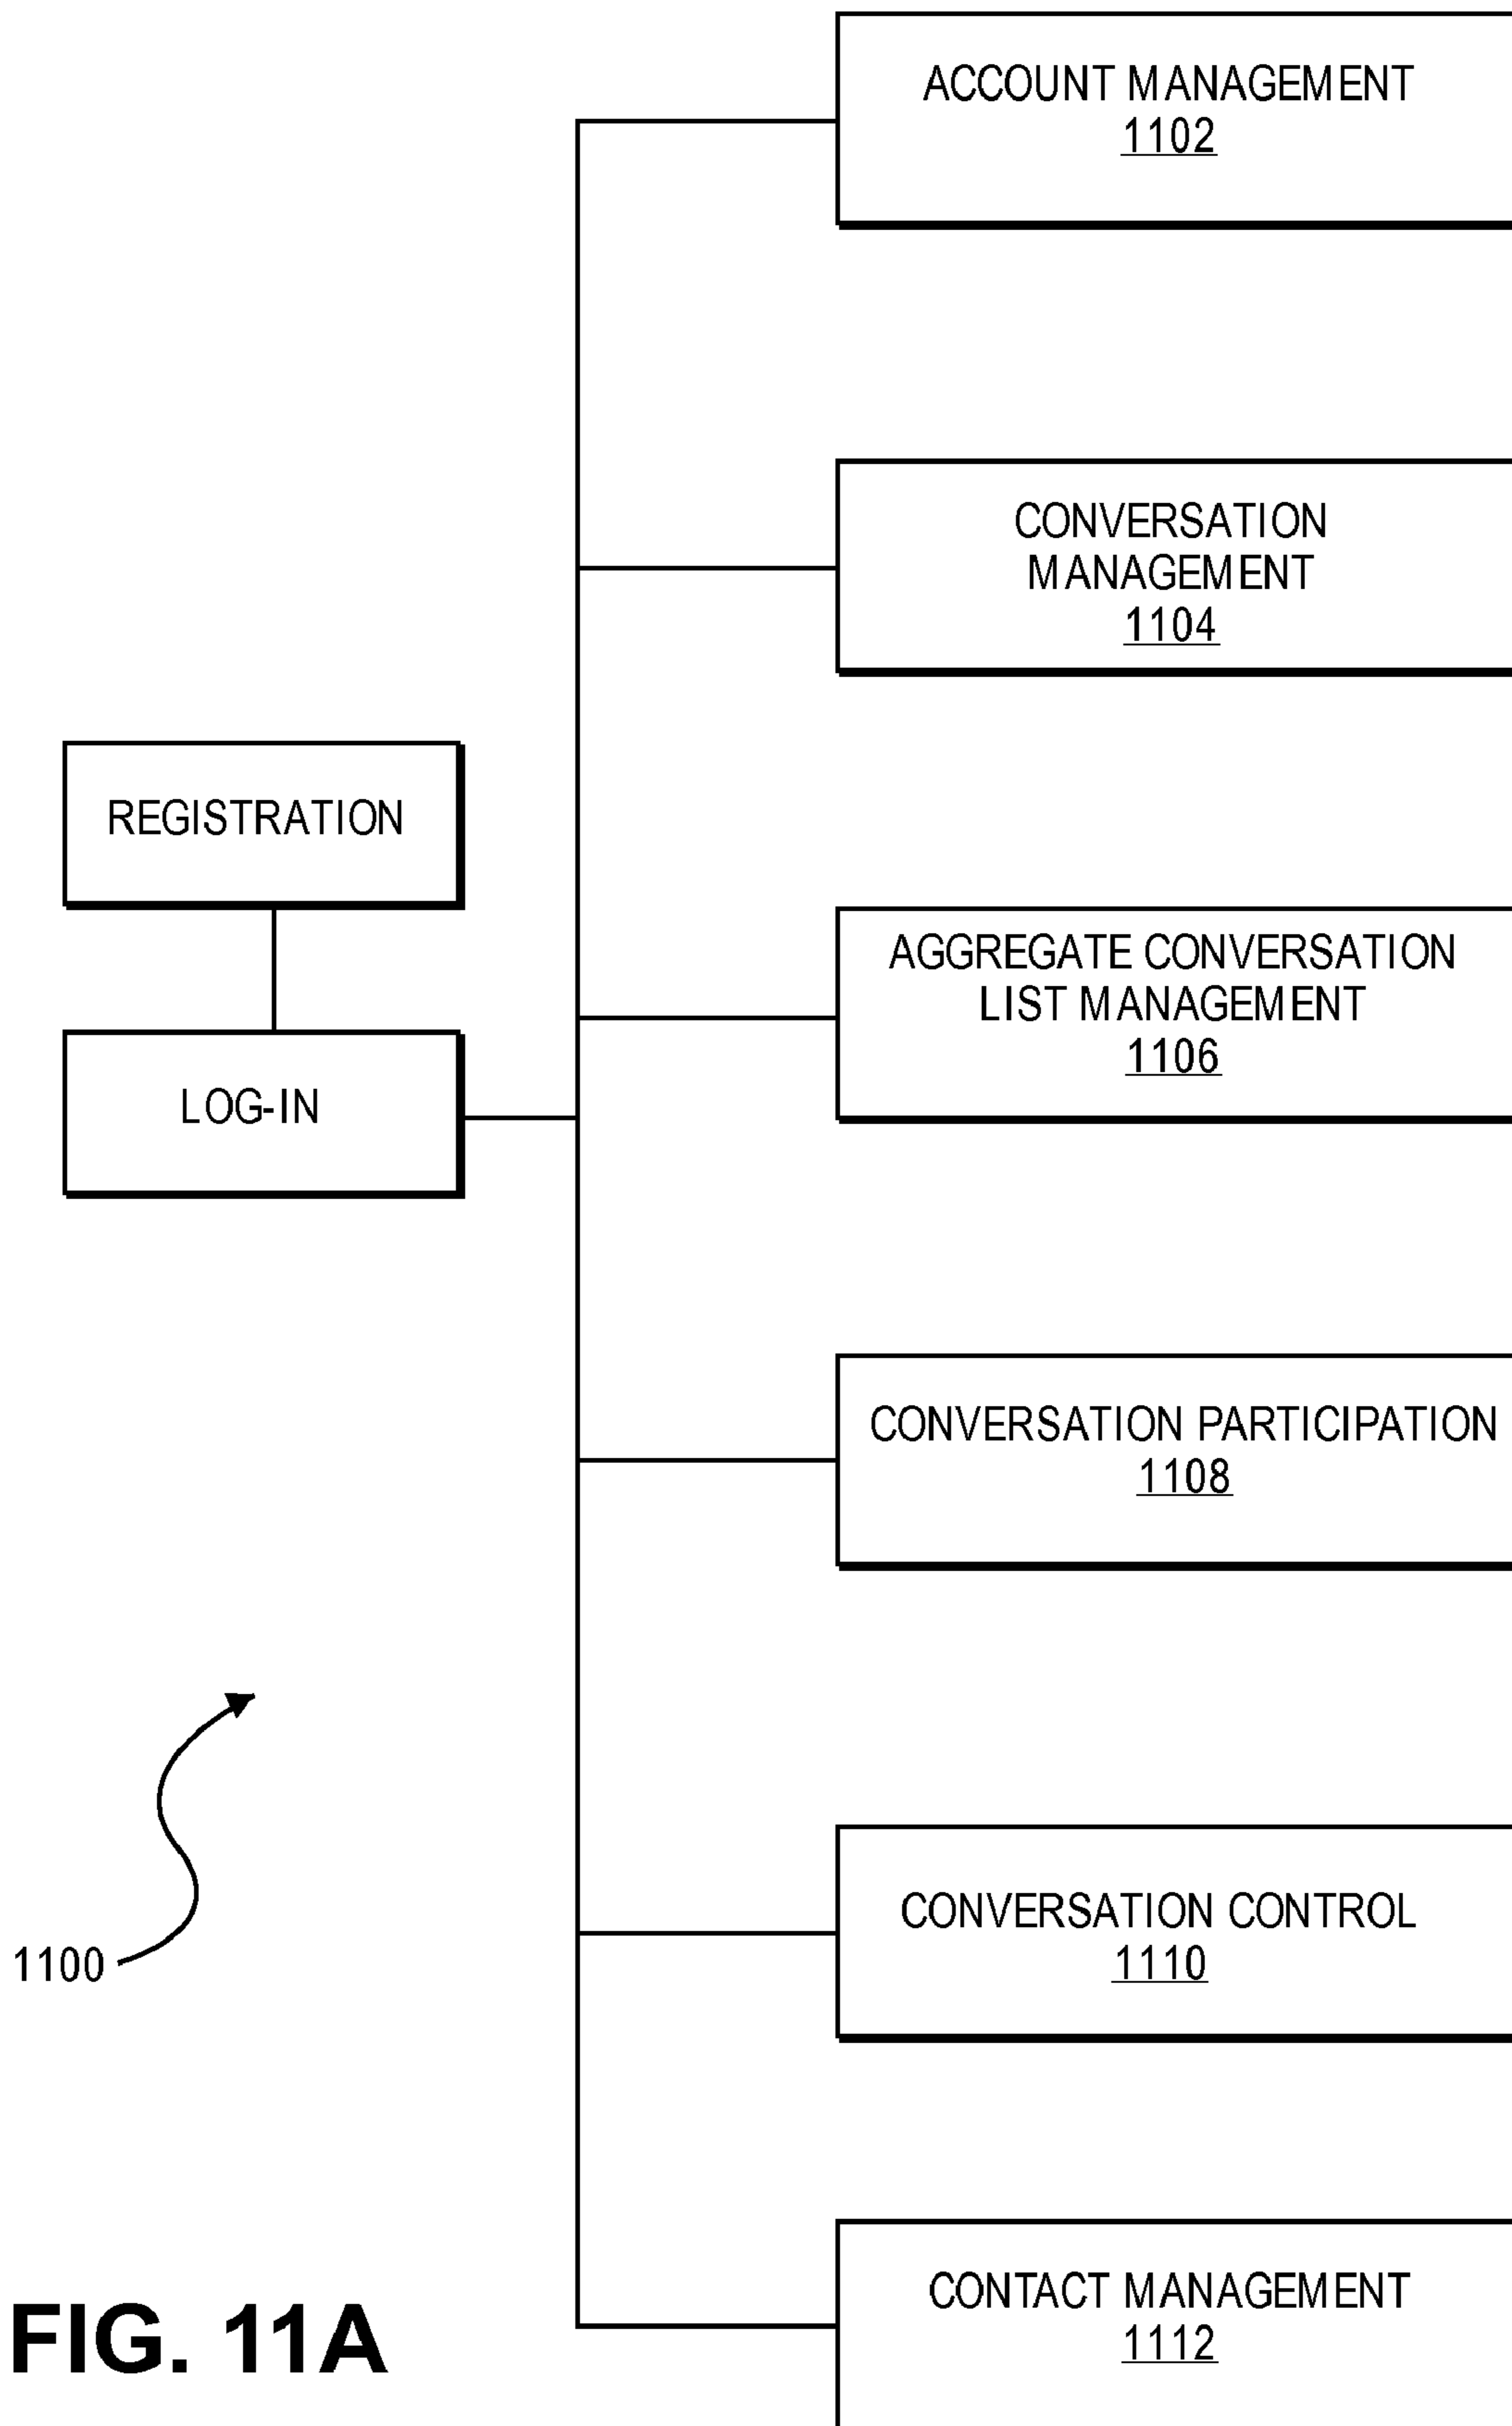 ACCOUNT MANAGEMENT
1102
CONVERSATION
MANAGEMENT
1104
REGISTRATION
AGGREGATE CONVERSATION
LIST MANAGEMENT
1106
LOG-IN
CONVERSATION PARTICIPATION
1108
CONVERSATION CONTROL
1110
1100
CONTACT MANAGEMENT
1112
FIG. 11A